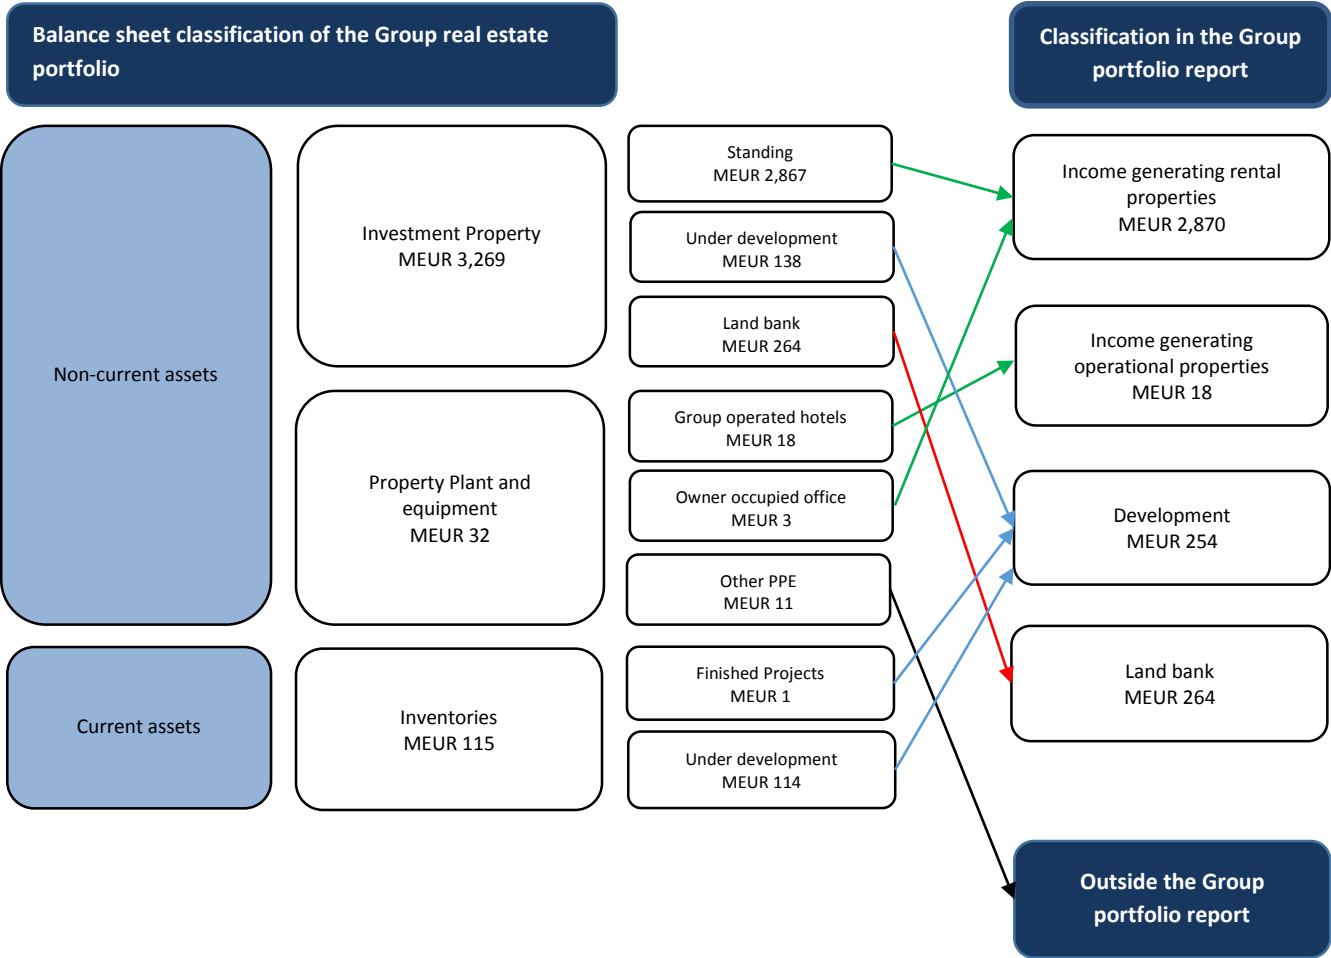 Balance sheet classification of the Group real estate
portfolio
Classification in the Group
portfolio report
Non-current assets
Investment Property
MEUR 3,269
Standing
MEUR 2,867
Under development
MEUR 138
Land bank
MEUR 264
Property Plant and
equipment
MEUR 32
Group operated hotels
MEUR 18
Owner occupied office
MEUR 3
Other PPE
MEUR 11
Current assets
Inventories
MEUR 115
Finished Projects
MEUR 1
Under development
MEUR 114
Income generating rental
properties
MEUR 2,870
Income generating
operational properties
MEUR 18
Development
MEUR 254
Land bank
MEUR 264
Outside the Group
portfolio report